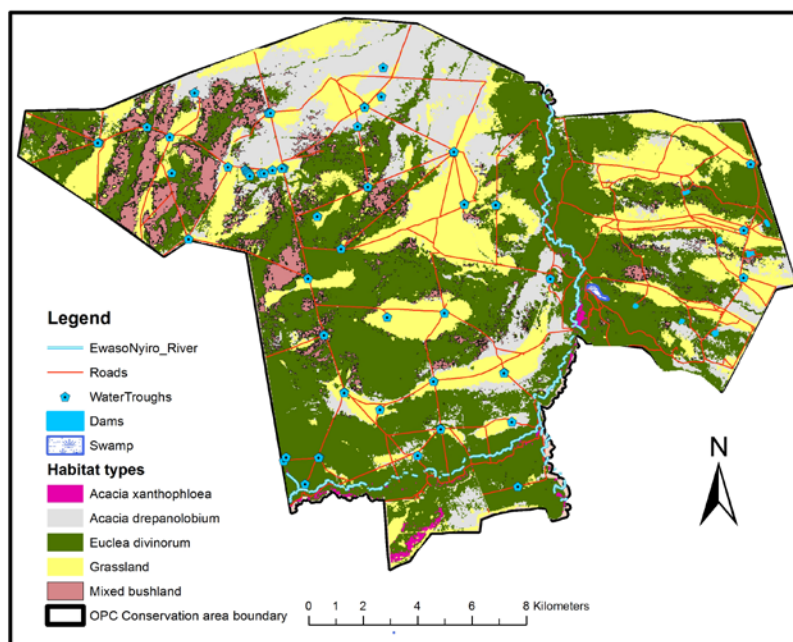 Legend
EwasoNyiro_River
Roads
WaterTroughs
Dams
Swamp
Habitat types
Acacia xanthophloea
Acacia drepanolobium
Euclea divinorum
Grassland
Mixed bushland
OPC Conservation area boundary
0 1 2 4 6 8 Kilometers
N